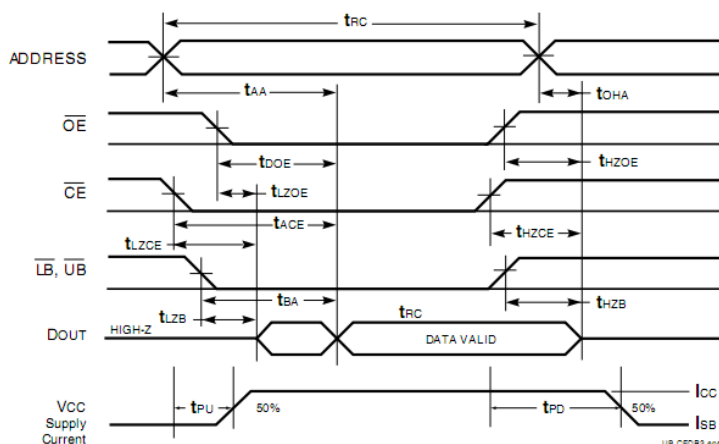 tRC
ADDRESS
tAA
tOHA
OE
tDOE
tHZOE
tLZOE
CE
tACE
tLZCE
tHZCE
LB, UB
tBA
tHZB
tLZB
tRC
DOUT
HIGH-Z
DATA VALID
ICC
VCC
Supply
Current
tPU
50%
tPD
50%
ISB